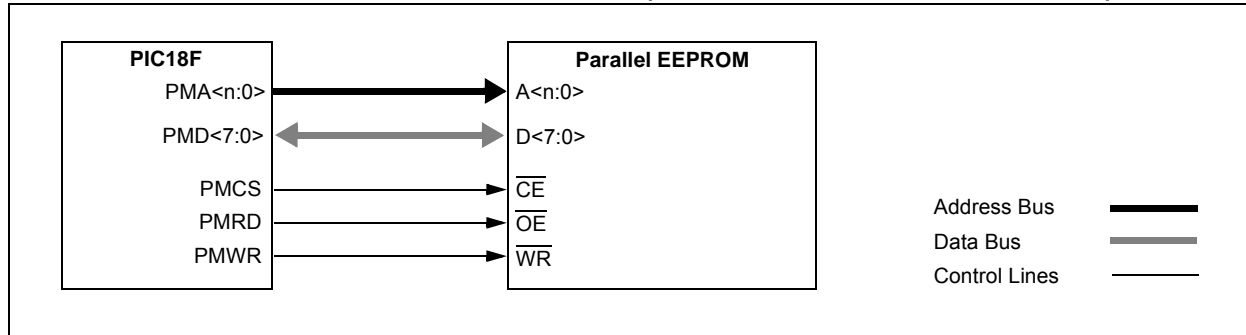 PIC18F
Parallel EEPROM
PMA<n:0>
A<n:0>
PMD<7:0>
D<7:0>
PMCS
CE
PMRD
OE
PMWR
WR
Address Bus
Data Bus
Control Lines